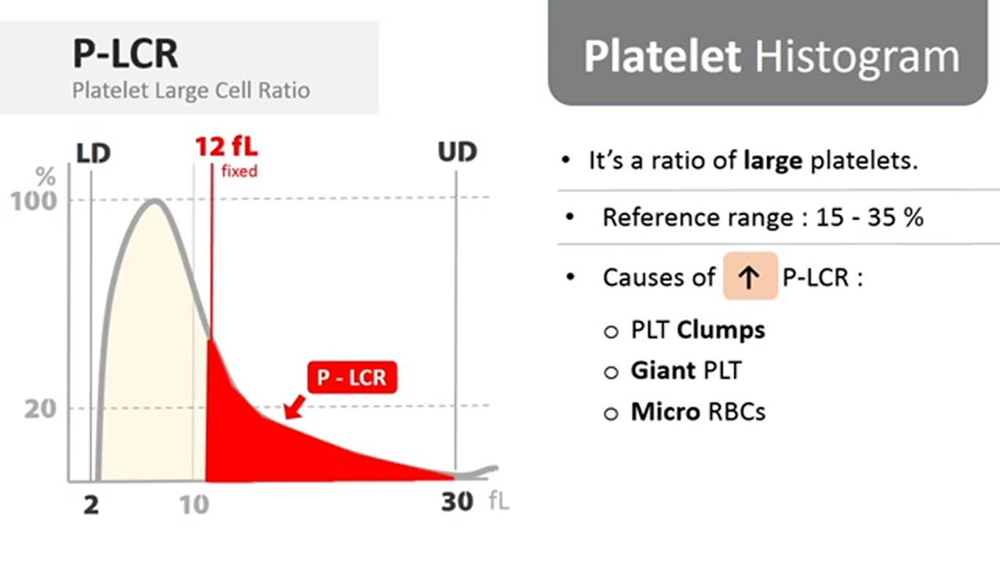 P-LCR
Platelet Large Cell Ratio
Platelet Histogram
LD
12 fL
fixed
UD
%
100
20
P - LCR
2
10
30
fL
• It's a ratio of large platelets.
• Reference range : 15 - 35 %
• Causes of ↑ P-LCR :
o PLT Clumps
o Giant PLT
o Micro RBCs